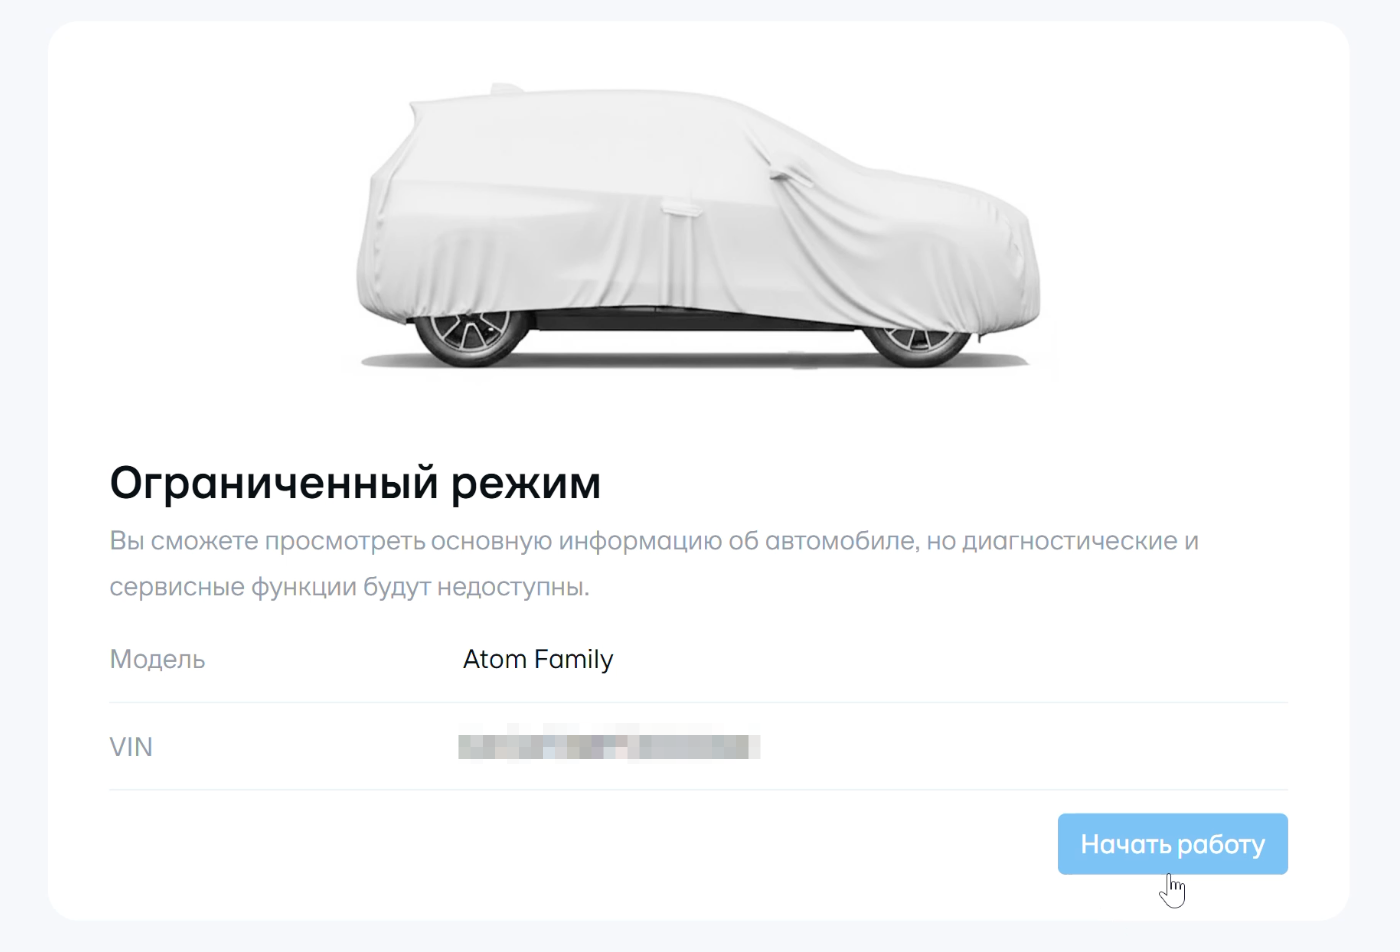 Ограниченный режим
Вы сможете просмотреть основную информацию об автомобиле, но диагностические и
сервисные функции будут недоступны.
Модель Atom Family
VIN
Начать работу